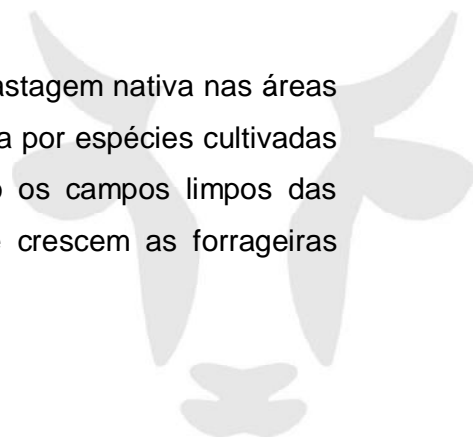 astagem nativa nas áreas
a por espécies cultivadas
os campos limpos das
crescem as forrageiras